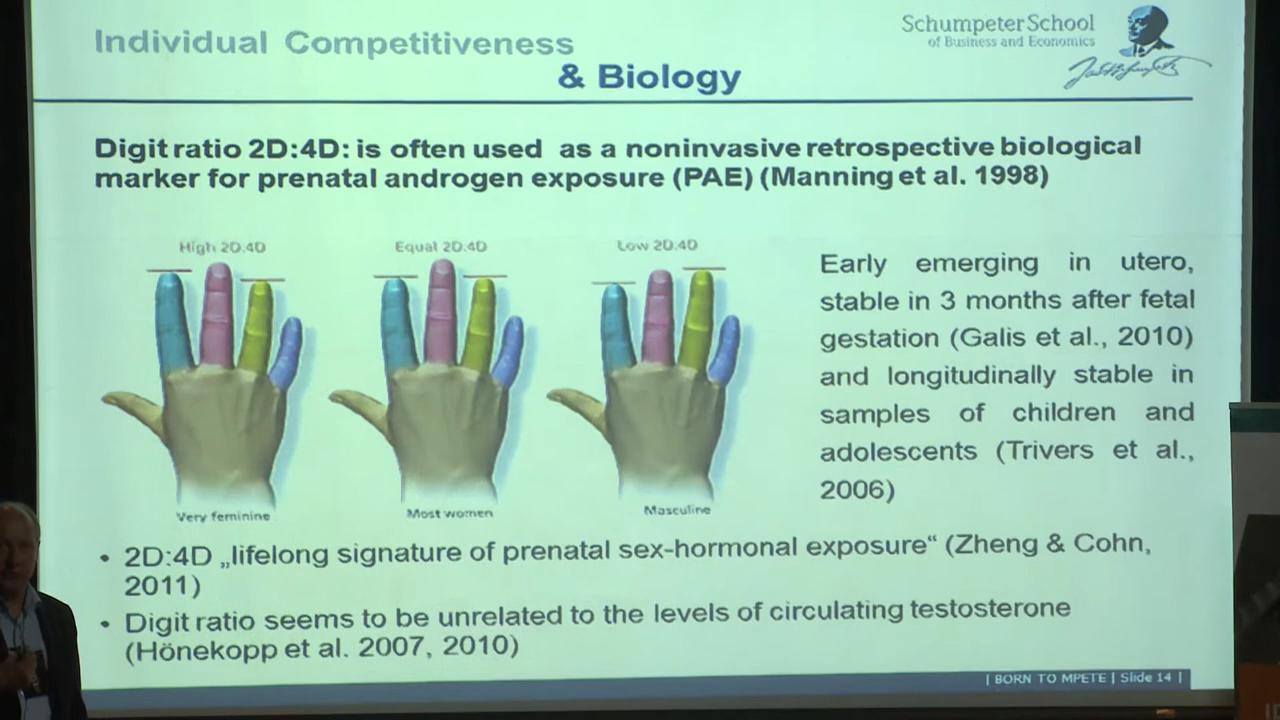 Individual Competitiveness
& Biology
Schumpeter School
of Business and Economics
Digit ratio 2D:4D: is often used as a noninvasive retrospective biological
marker for prenatal androgen exposure (PAE) (Manning et al. 1998)
High 2D:4D
Equal 2D:4D
Low 2D:4D
Very feminine
Most women
Masculine
Early emerging in utero,
stable in 3 months after fetal
gestation (Galis et al., 2010)
and longitudinally stable in
samples of children and
adolescents (Trivers et al.,
2006)
• 2D:4D „lifelong signature of prenatal sex-hormonal exposure“ (Zheng & Cohn,
2011)
• Digit ratio seems to be unrelated to the levels of circulating testosterone
(Hönekopp et al. 2007, 2010)
| BORN TO MPETE | Slide 14 |